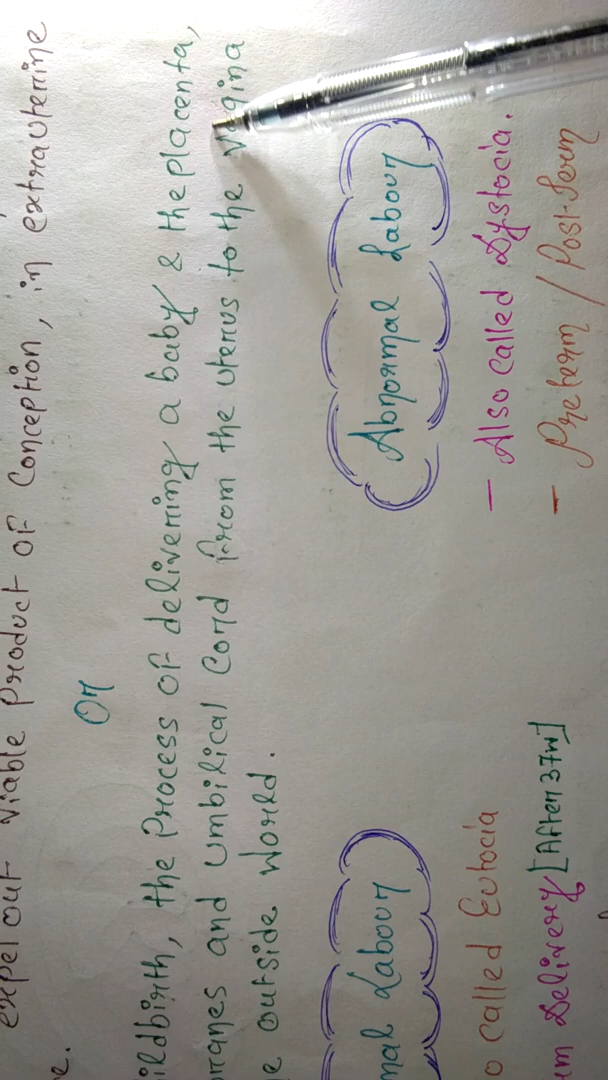 expel out viable Product of Conception, in extrauterine
e.
Or
ildbirth, the Process of delivering a baby & the placenta,
ranes and umbilical Cord from the uterus to the vagina
e outside world.
mal Labour
o called Eutocia
um Delivery [After 37w]
Abnormal Labour
– Also called Dystocia.
– Preterm / Post-term